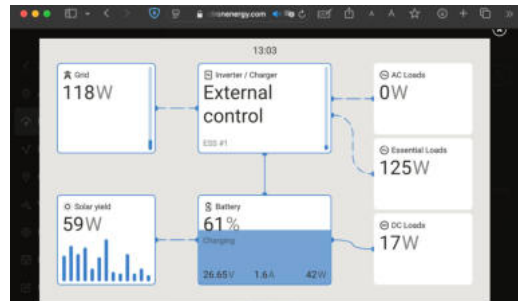 13:03
Grid
118W
Inverter / Charger
External
control
ESS #1
AC Loads
0W
Essential Loads
125W
Solar yield
59W
Battery
61%
Charging
26.65V 1.6A 42W
DC Loads
17W